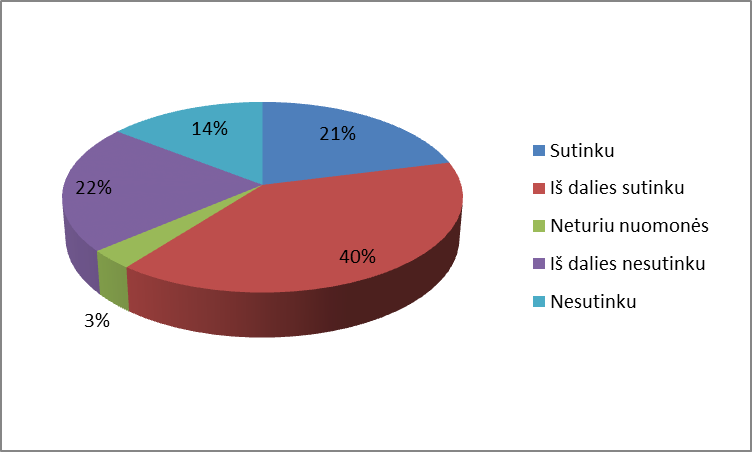 14%
21%
22%
40%
3%
Sutinku
Iš dalies sutinku
Neturiu nuomonės
Iš dalies nesutinku
Nesutinku